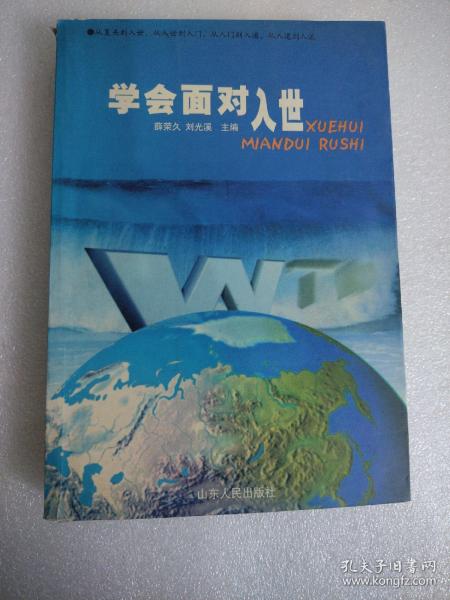 ●从复关到入世，从入世到入门，从入门到入道，从入道到入流
学会面对入世
XUEHUI
MIANDUI RUSHI
薛荣久 刘光溪 主编
WT
山东人民出版社
孔夫子旧书网
www.kongfz.com